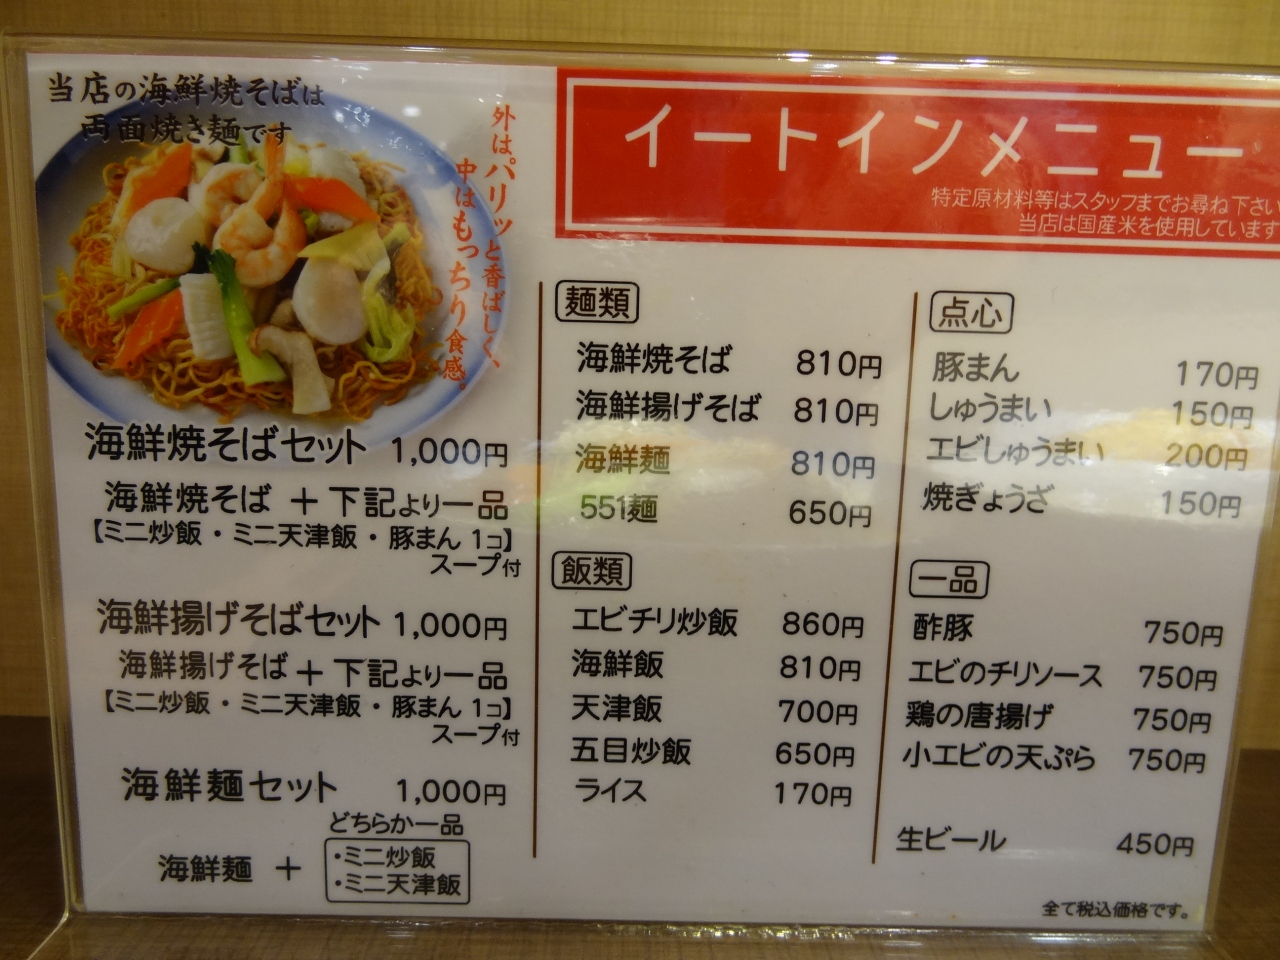 当店の海鮮焼そばは
両面焼き麺です
外はパリッと香ばしく、
中はもっちり食感。
海鮮焼そばセット 1,000円
海鮮焼そば + 下記より一品
【ミニ炒飯・ミニ天津飯・豚まん 1コ】
スープ付
海鮮揚げそばセット 1,000円
海鮮揚げそば + 下記より一品
【ミニ炒飯・ミニ天津飯・豚まん 1コ】
スープ付
海鮮麺セット 1,000円
どちらか一品
海鮮麺 +
・ミニ炒飯
・ミニ天津飯
イートインメニュー
特定原材料等はスタッフまでお尋ね下さい
当店は国産米を使用しています
麺類
海鮮焼そば 810円
海鮮揚げそば 810円
海鮮麺 810円
551麺 650円
飯類
エビチリ炒飯 860円
海鮮飯 810円
天津飯 700円
五目炒飯 650円
ライス 170円
点心
豚まん 170円
しゅうまい 150円
エビしゅうまい 200円
焼ぎょうざ 150円
一品
酢豚 750円
エビのチリソース 750円
鶏の唐揚げ 750円
小エビの天ぷら 750円
生ビール 450円
全て税込価格です。